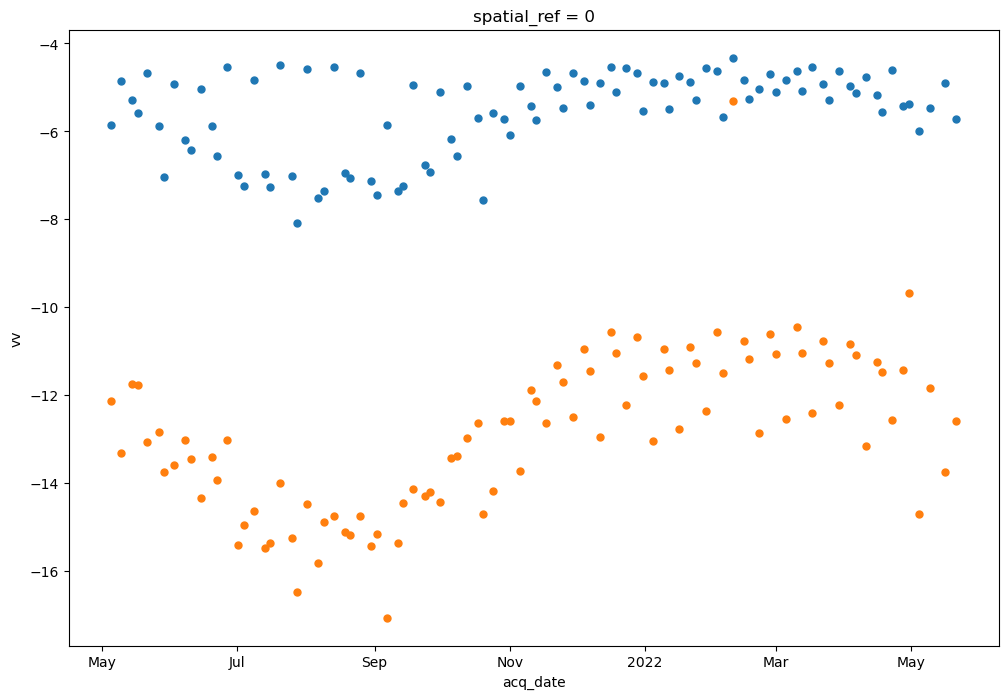 spatial_ref = 0
−4
−6
−8
−10
−12
−14
−16
vv
May
Jul
Sep
Nov
2022
Mar
May
acq_date